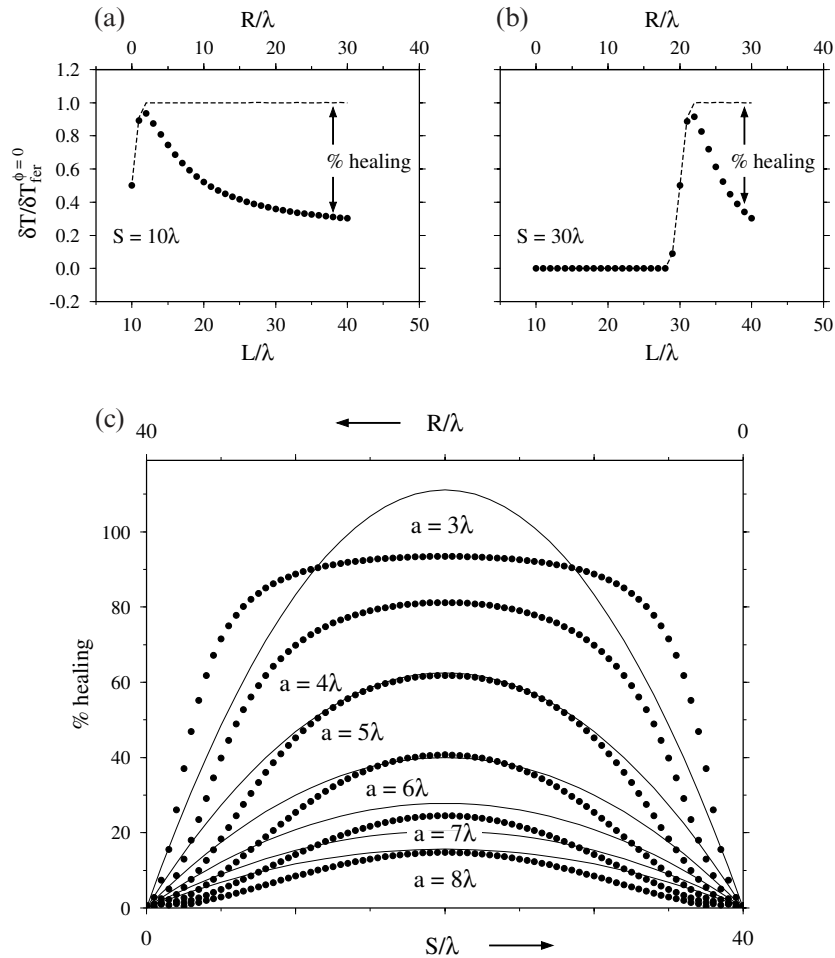 (a)
R/λ
0 10 20 30 40
1.2
1.0
0.8
0.6
0.4
0.2
0.0
-0.2
δT/δT_fer^{ϕ = 0}
% healing
S = 10λ
10 20 30 40 50
L/λ
(b)
R/λ
0 10 20 30 40
% healing
S = 30λ
10 20 30 40 50
L/λ
(c)
R/λ
40 0
100
80
60
40
20
0
% healing
a = 3λ
a = 4λ
a = 5λ
a = 6λ
a = 7λ
a = 8λ
0 40
S/λ